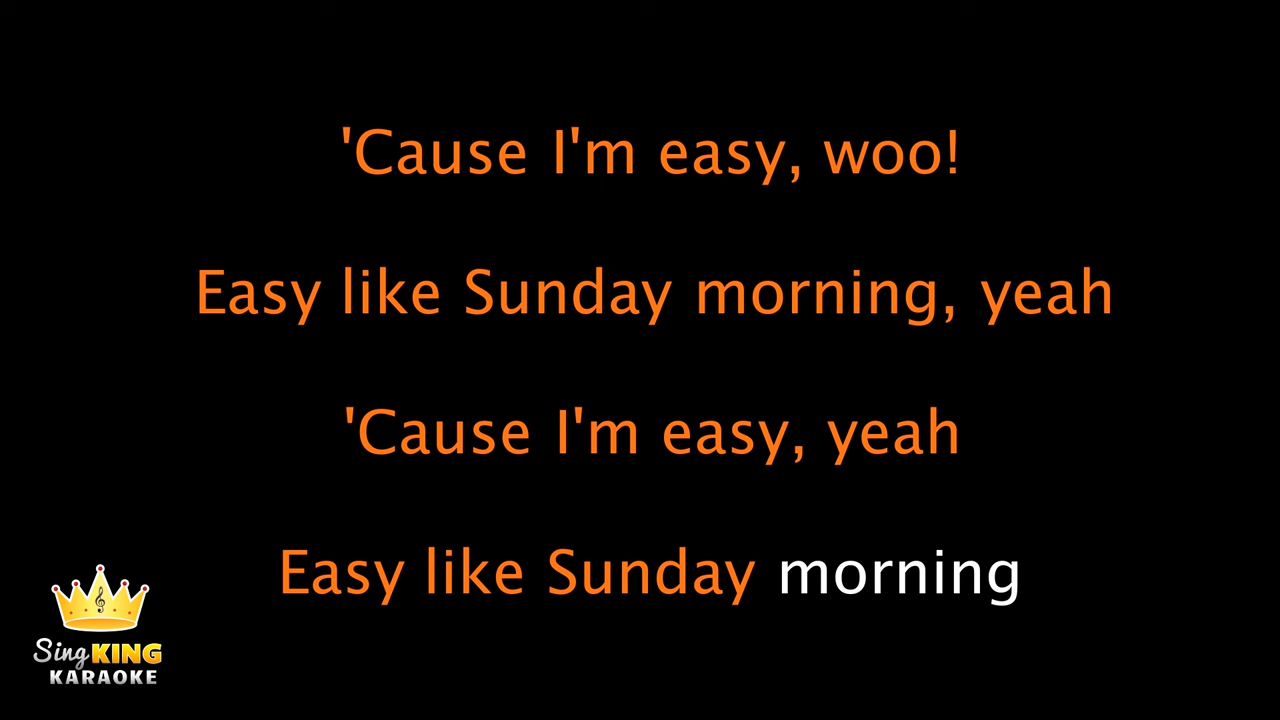 'Cause I'm easy, woo!
Easy like Sunday morning, yeah
'Cause I'm easy, yeah
Easy like Sunday morning
Sing KING
KARAOKE